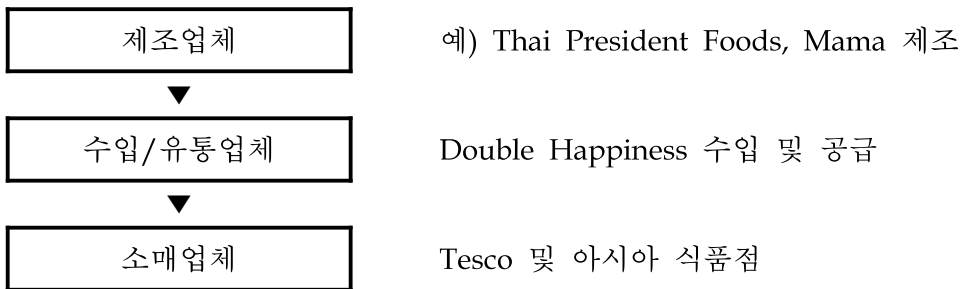 제조업체 예) Thai President Foods, Mama 제조
▼
수입/유통업체 Double Happiness 수입 및 공급
▼
소매업체 Tesco 및 아시아 식품점